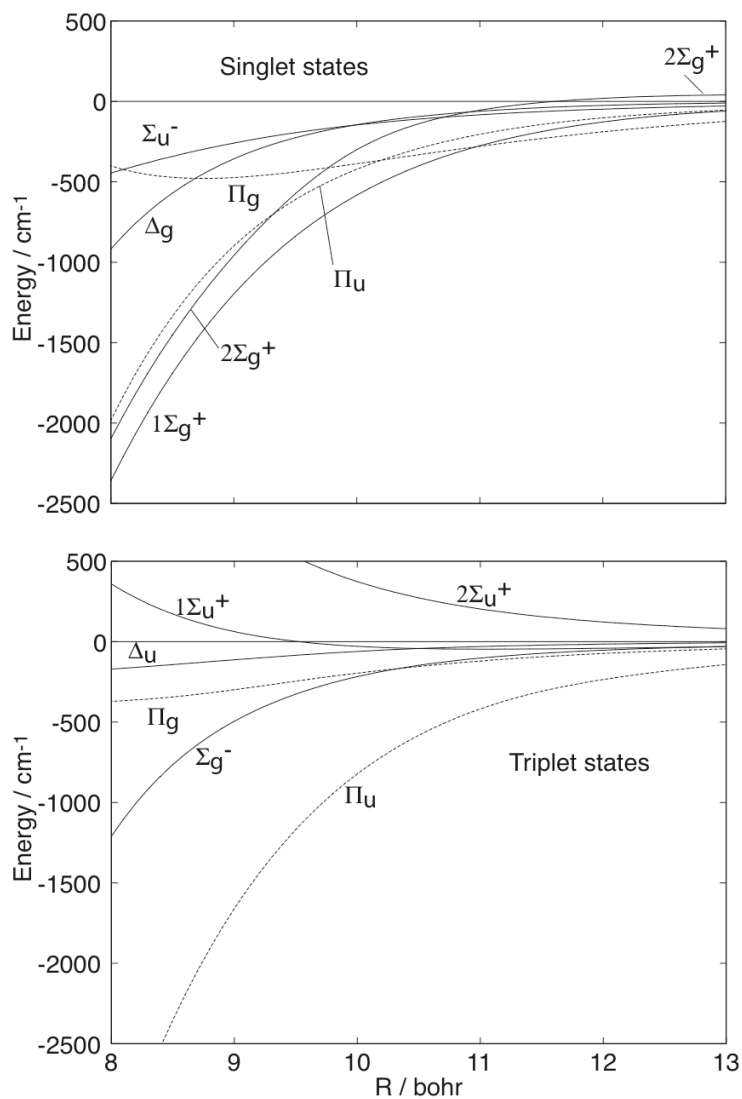 500
2Σg+
Singlet states
0
Σu-
-500
Πg
Δg
-1000
Πu
Energy / cm-1
-1500
2Σg+
1Σg+
-2000
-2500
500
1Σu+
2Σu+
0
Δu
-500
Πg
Σg-
Triplet states
Πu
-1000
Energy / cm-1
-1500
-2000
-2500
8 9 10 11 12 13
R / bohr